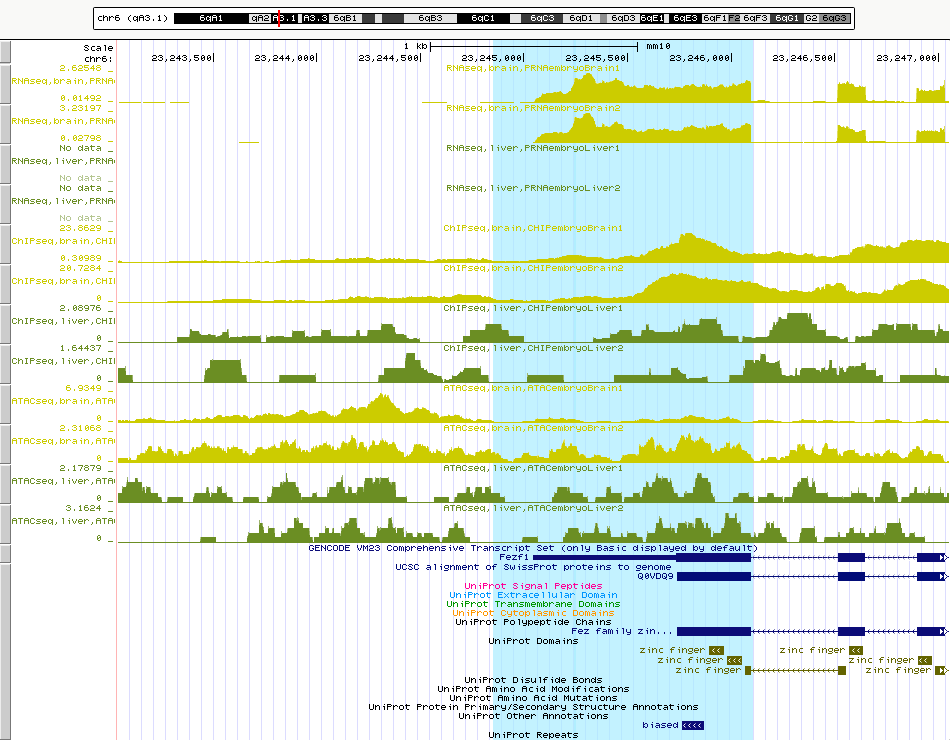 chr6 (qA3.1) 6qA1 qA2 A3.1 A3.3 6qB1 6qB3 6qC1 6qC3 6qD1 6qD3 6qE1 6qE3 6qF1 F2 6qF3 6qG1 G2 6qG3
Scale 1 kb mm10
chr6: 23,243,500 23,244,000 23,244,500 23,245,000 23,245,500 23,246,000 23,246,500 23,247,000
2.62548 _ RNAseq,brain,PRNAembryoBrain1
RNAseq,brain,PRNA
0.01492 _
3.23197 _ RNAseq,brain,PRNAembryoBrain2
RNAseq,brain,PRNA
0.02798 _
No data _ RNAseq,liver,PRNAembryoLiver1
RNAseq,liver,PRNA
No data _
No data _ RNAseq,liver,PRNAembryoLiver2
RNAseq,liver,PRNA
No data _
23.8629 _ ChIPseq,brain,CHIPembryoBrain1
ChIPseq,brain,CHI
0.30989 _
20.7284 _ ChIPseq,brain,CHIPembryoBrain2
ChIPseq,brain,CHI
0 _
2.08976 _ ChIPseq,liver,CHIPembryoLiver1
ChIPseq,liver,CHI
0 _
1.64437 _ ChIPseq,liver,CHIPembryoLiver2
ChIPseq,liver,CHI
0 _
6.9349 _ ATACseq,brain,ATACembryoBrain1
ATACseq,brain,ATA
0 _
2.31068 _ ATACseq,brain,ATACembryoBrain2
ATACseq,brain,ATA
0 _
2.17879 _ ATACseq,liver,ATACembryoLiver1
ATACseq,liver,ATA
0 _
3.1624 _ ATACseq,liver,ATACembryoLiver2
ATACseq,liver,ATA
0 _
GENCODE VM23 Comprehensive Transcript Set (only Basic displayed by default)
Fezf1
UCSC alignment of SwissProt proteins to genome
Q0VDQ9
UniProt Signal Peptides
UniProt Extracellular Domain
UniProt Transmembrane Domains
UniProt Cytoplasmic Domains
UniProt Polypeptide Chains
Fez family zin...
UniProt Domains
zinc finger zinc finger
zinc finger zinc finger
zinc finger zinc finger
UniProt Disulfide Bonds
UniProt Amino Acid Modifications
UniProt Amino Acid Mutations
UniProt Protein Primary/Secondary Structure Annotations
UniProt Other Annotations
biased
UniProt Repeats